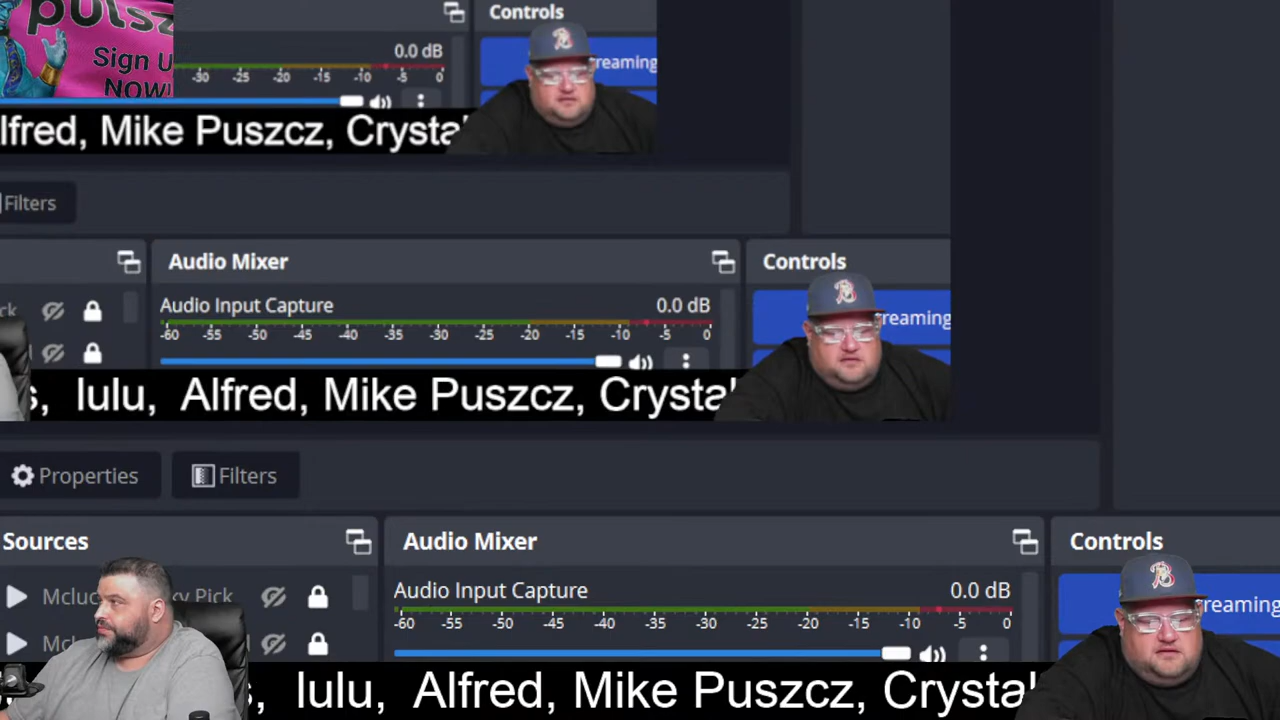 Controls
Sign U
NOW!
0.0 dB
-30 -25 -20 -15 -10 -5 0
reaming
lfred, Mike Puszcz, Crysta
Filters
Audio Mixer
Controls
Audio Input Capture 0.0 dB
-60 -55 -50 -45 -40 -35 -30 -25 -20 -15 -10 -5 0
reaming
s, lulu, Alfred, Mike Puszcz, Crysta
Properties Filters
Sources
Audio Mixer
Controls
Audio Input Capture 0.0 dB
Pick
-60 -55 -50 -45 -40 -35 -30 -25 -20 -15 -10 -5 0
reaming
s, lulu, Alfred, Mike Puszcz, Crysta